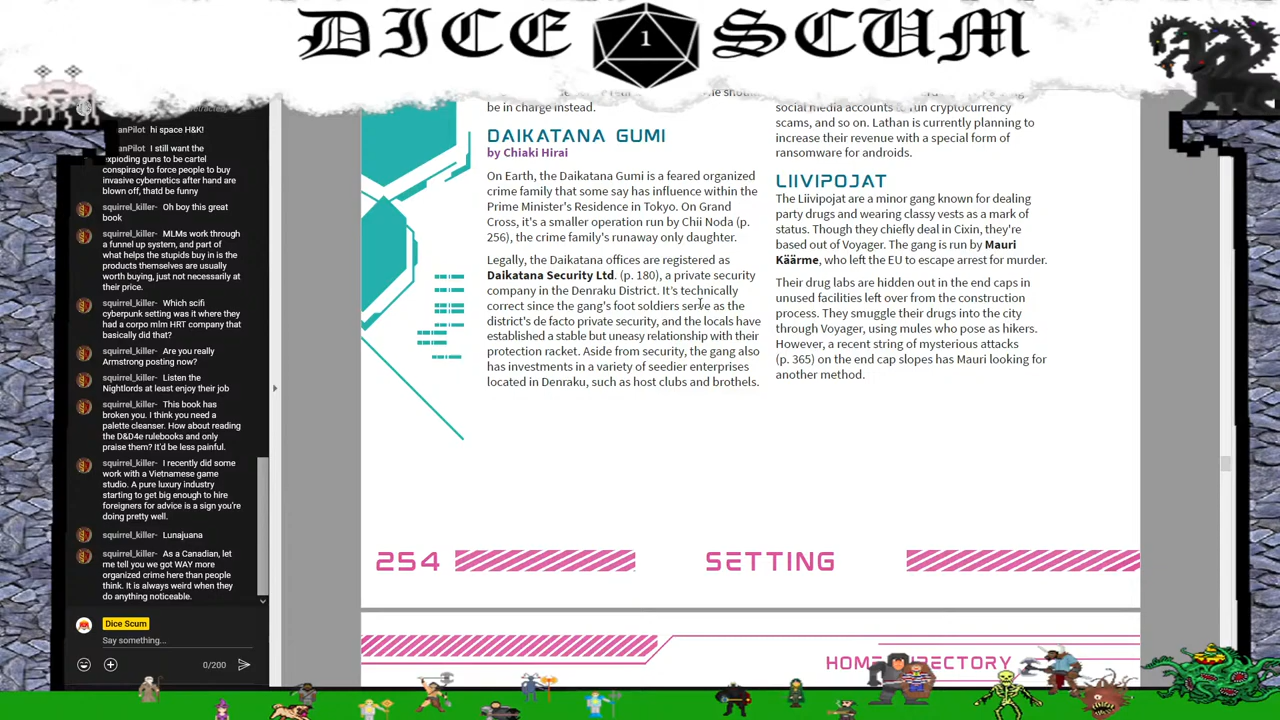 DICE 1 SCUM
anPilot hi space H&K!
anPilot I still want the
exploding guns to be cartel
conspiracy to force people to buy
invasive cybernetics after hand are
blown off, thatd be funny
squirrel_killer- Oh boy this great
book
squirrel_killer- MLMs work through
a funnel up system, and part of
what helps the stupids buy in is the
products themselves are usually
worth buying, just not necessarily at
their price.
squirrel_killer- Which scifi
cyberpunk setting was it where they
had a corpo mlm HRT company that
basically did that?
squirrel_killer- Are you really
Armstrong posting now?
squirrel_killer- Listen the
Nightlords at least enjoy their job
squirrel_killer- This book has
broken you. I think you need a
palette cleanser. How about reading
the D&D4e rulebooks and only
praise them? It'd be less painful.
squirrel_killer- I recently did some
work with a Vietnamese game
studio. A pure luxury industry
starting to get big enough to hire
foreigners for advice is a sign you're
doing pretty well.
squirrel_killer- Lunajuana
squirrel_killer- As a Canadian, let
me tell you we got WAY more
organized crime here than people
think. It is always weird when they
do anything noticeable.
Dice Scum
Say something...
0/200
be in charge instead.
DAIKATANA GUMI
by Chiaki Hirai
On Earth, the Daikatana Gumi is a feared organized
crime family that some say has influence within the
Prime Minister's Residence in Tokyo. On Grand
Cross, it's a smaller operation run by Chii Noda (p.
256), the crime family's runaway only daughter.
Legally, the Daikatana offices are registered as
Daikatana Security Ltd. (p. 180), a private security
company in the Denraku District. It's technically
correct since the gang's foot soldiers serve as the
district's de facto private security, and the locals have
established a stable but uneasy relationship with their
protection racket. Aside from security, the gang also
has investments in a variety of seedier enterprises
located in Denraku, such as host clubs and brothels.
social media accounts to run cryptocurrency
scams, and so on. Lathan is currently planning to
increase their revenue with a special form of
ransomware for androids.
LIIVIPOJAT
The Liivipojat are a minor gang known for dealing
party drugs and wearing classy vests as a mark of
status. Though they chiefly deal in Cixin, they're
based out of Voyager. The gang is run by Mauri
Käärme, who left the EU to escape arrest for murder.
Their drug labs are hidden out in the end caps in
unused facilities left over from the construction
process. They smuggle their drugs into the city
through Voyager, using mules who pose as hikers.
However, a recent string of mysterious attacks
(p. 365) on the end cap slopes has Mauri looking for
another method.
254 SETTING